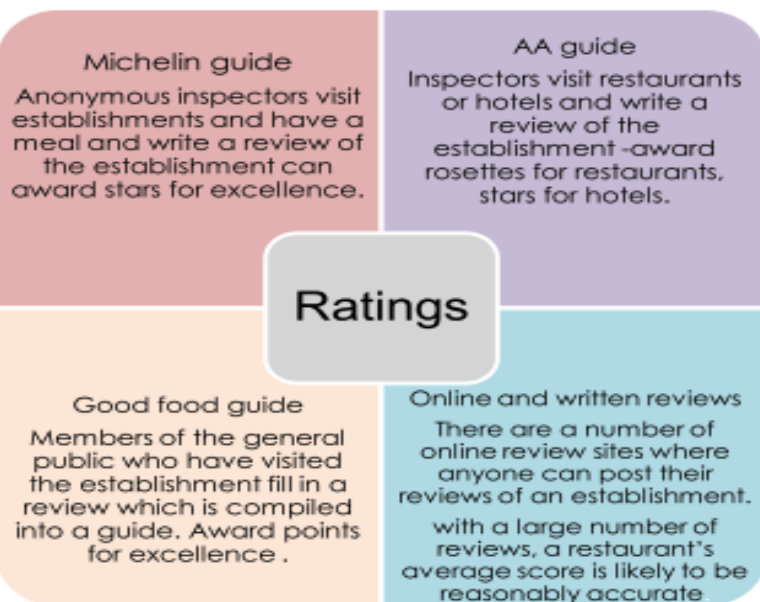 Michelin guide
Anonymous inspectors visit
establishments and have a
meal and write a review of
the establishment can
award stars for excellence.
AA guide
Inspectors visit restaurants
or hotels and write a
review of the
establishment -award
rosettes for restaurants,
stars for hotels.
Ratings
Good food guide
Members of the general
public who have visited
the establishment fill in a
review which is compiled
into a guide. Award points
for excellence .
Online and written reviews
There are a number of
online review sites where
anyone can post their
reviews of an establishment.
with a large number of
reviews, a restaurant's
average score is likely to be
reasonably accurate.